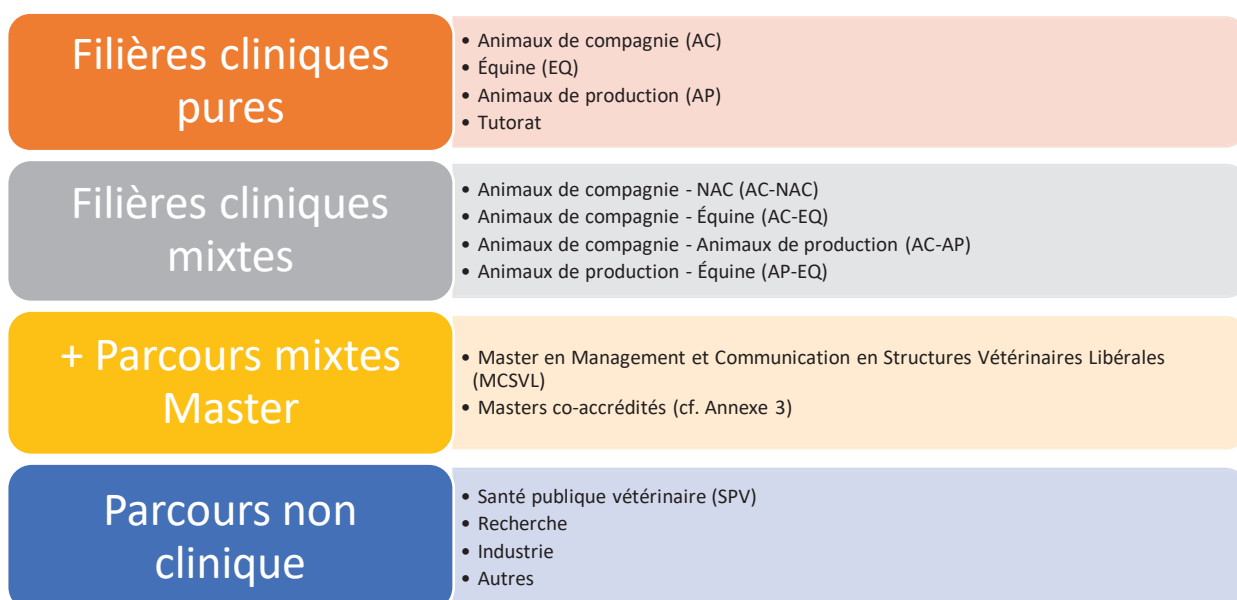 Filières cliniques
pures
• Animaux de compagnie (AC)
• Équine (EQ)
• Animaux de production (AP)
• Tutorat
Filières cliniques
mixtes
• Animaux de compagnie - NAC (AC-NAC)
• Animaux de compagnie - Équine (AC-EQ)
• Animaux de compagnie - Animaux de production (AC-AP)
• Animaux de production - Équine (AP-EQ)
+ Parcours mixtes
Master
• Master en Management et Communication en Structures Vétérinaires Libérales
(MCSVL)
• Masters co-accrédités (cf. Annexe 3)
Parcours non
clinique
• Santé publique vétérinaire (SPV)
• Recherche
• Industrie
• Autres